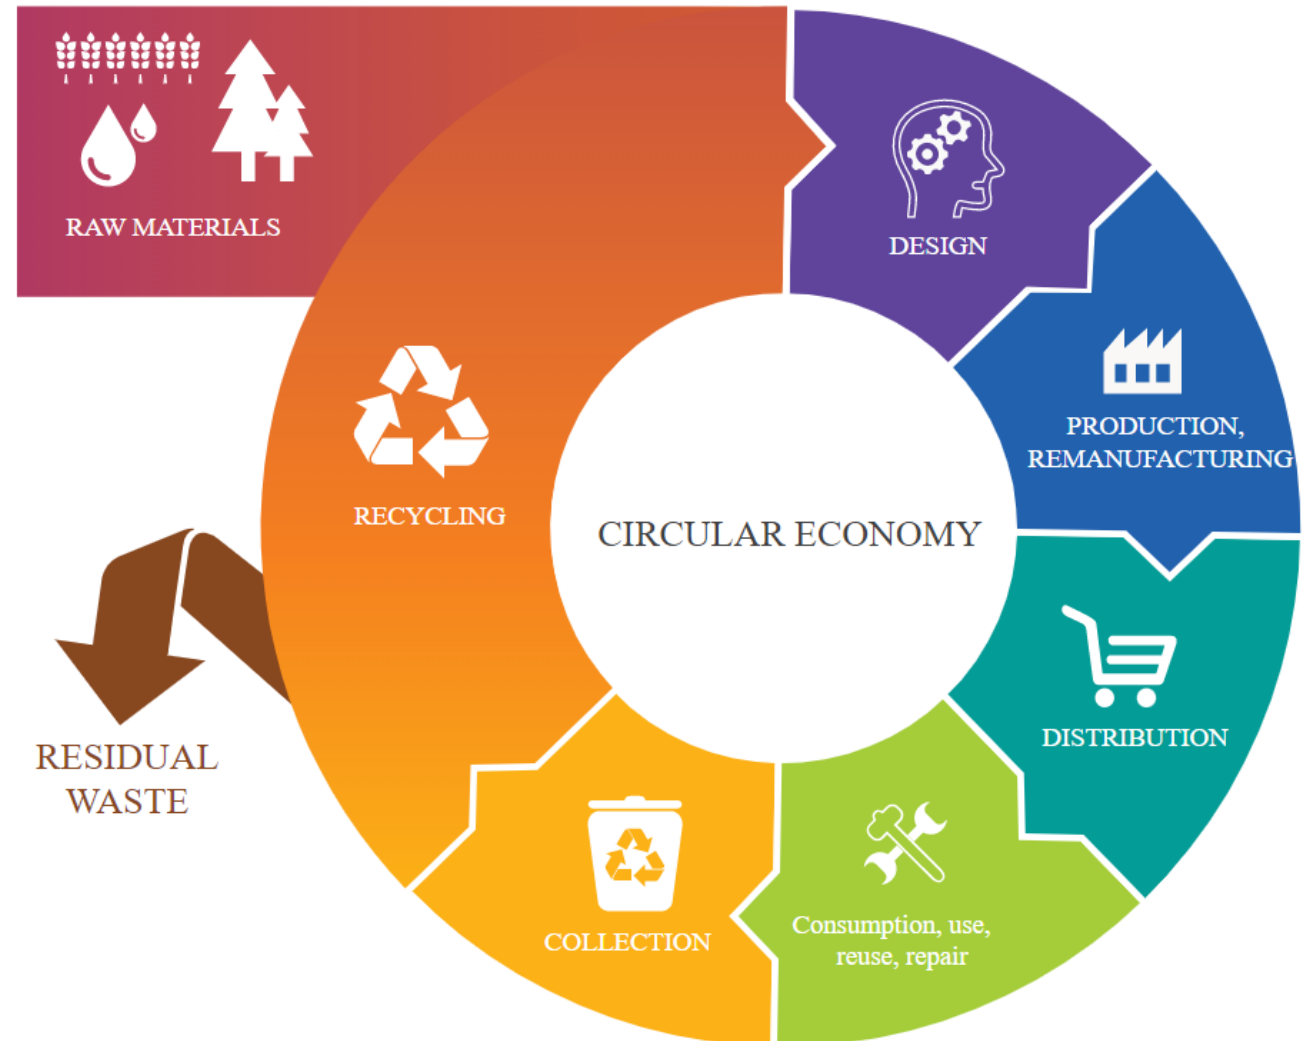 RAW MATERIALS
DESIGN
PRODUCTION,
REMANUFACTURING
RECYCLING
CIRCULAR ECONOMY
DISTRIBUTION
RESIDUAL
WASTE
Consumption, use,
reuse, repair
COLLECTION